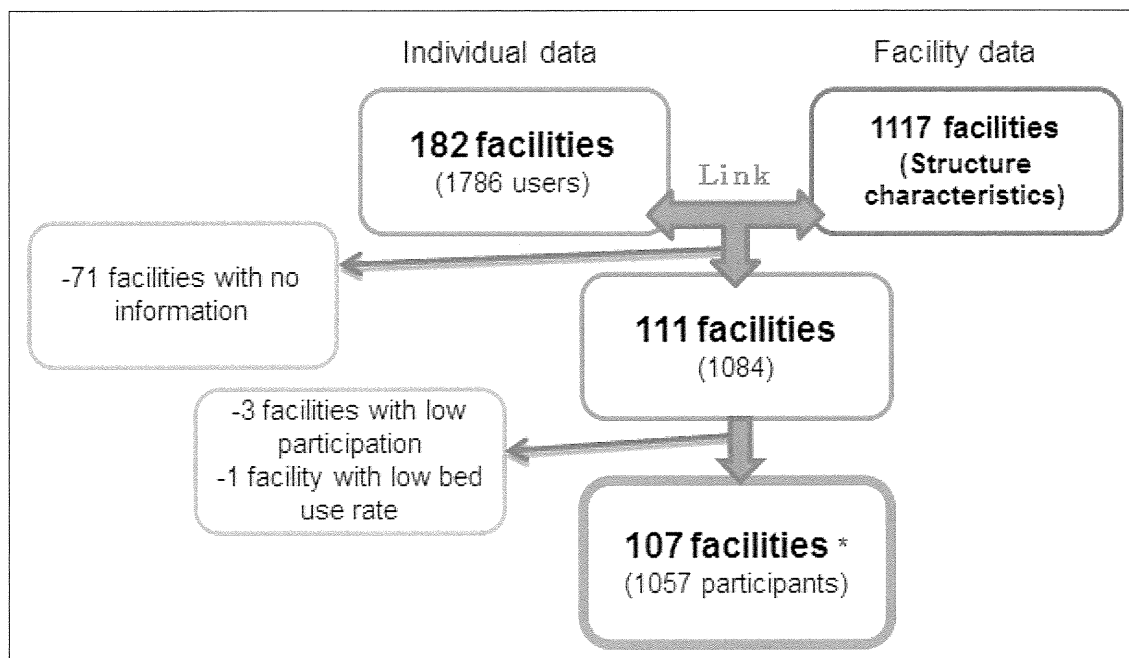 Individual data
Facility data
182 facilities
(1786 users)
1117 facilities
(Structure
characteristics)
Link
-71 facilities with no
information
111 facilities
(1084)
-3 facilities with low
participation
-1 facility with low bed
use rate
107 facilities *
(1057 participants)